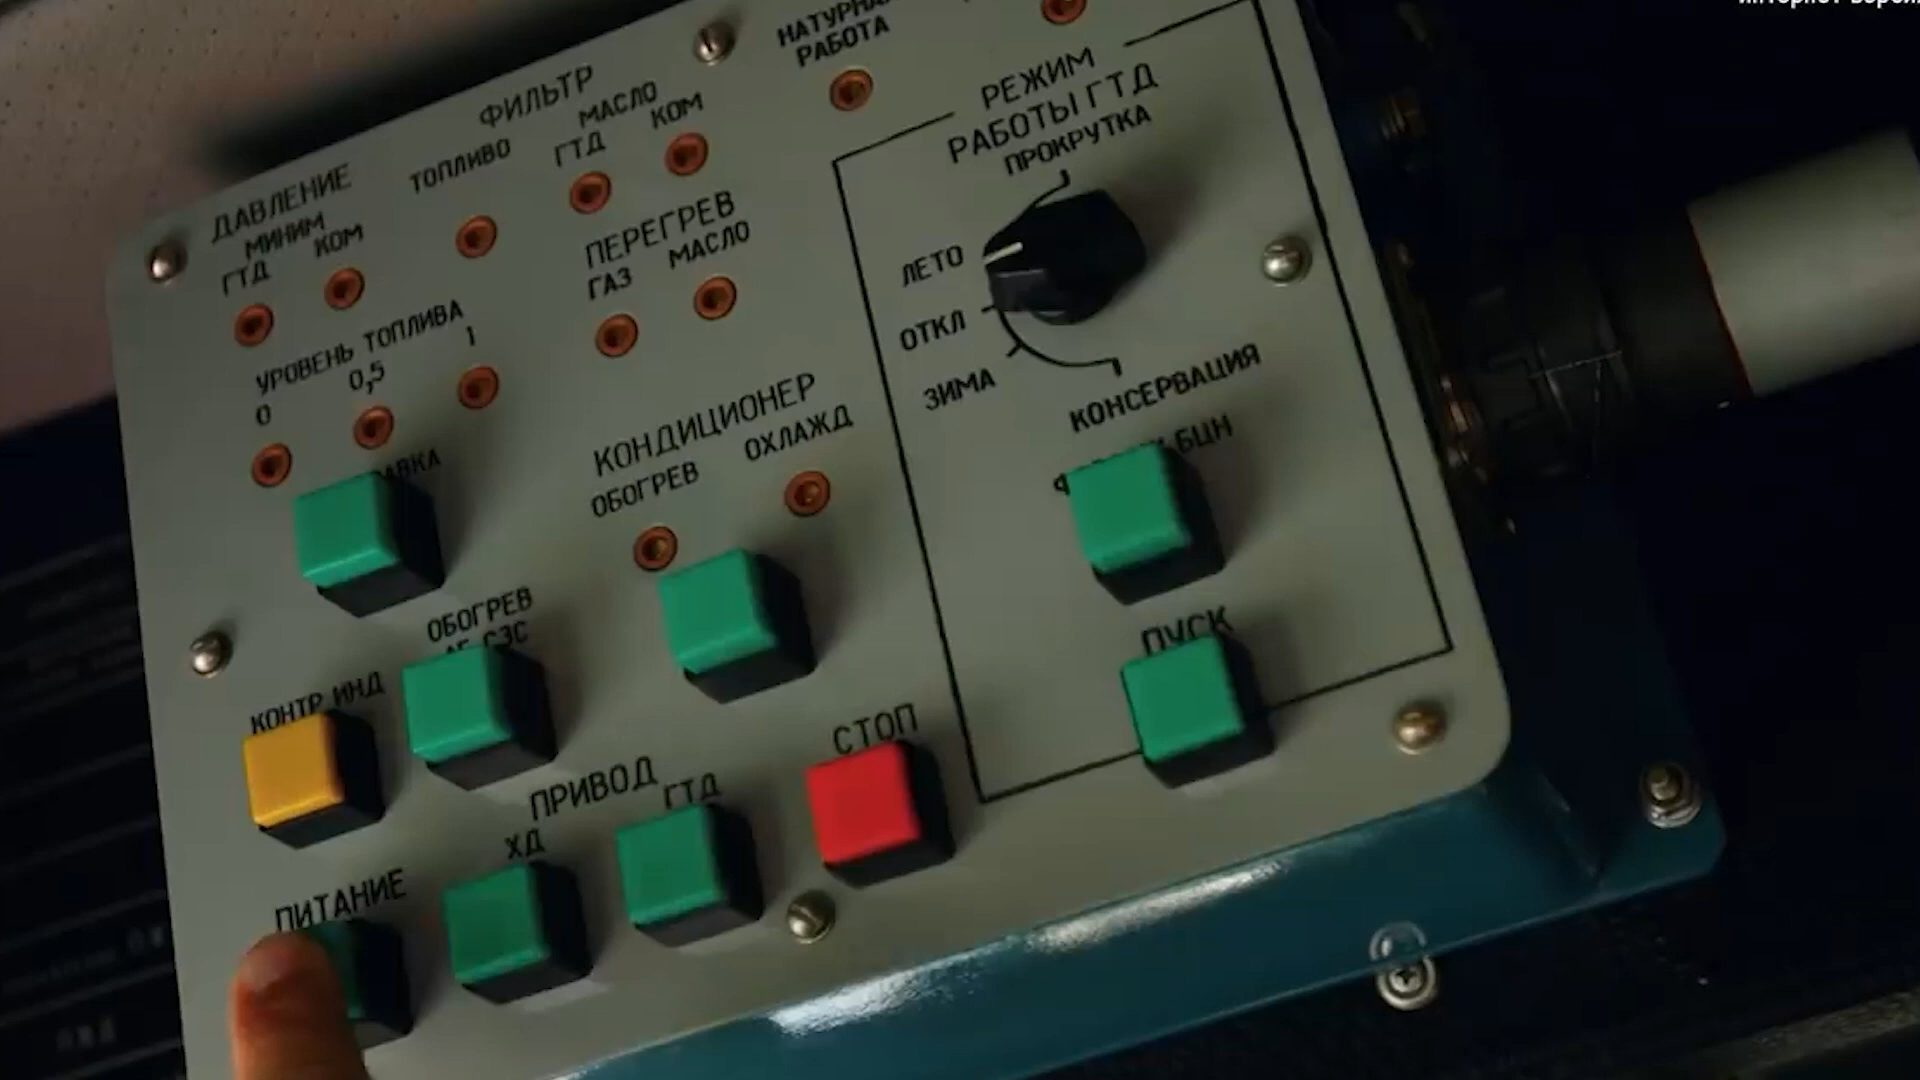 НАТУРНАЯ
РАБОТА
ФИЛЬТР
МАСЛО
ТОПЛИВО
ГТД
КОМ
ДАВЛЕНИЕ
МИНИМ
ГТД
КОМ
ПЕРЕГРЕВ
ГАЗ
МАСЛО
УРОВЕНЬ ТОПЛИВА
0
0,5
1
КОНДИЦИОНЕР
ОБОГРЕВ
ОХЛАЖД
РЕЖИМ
РАБОТЫ ГТД
ПРОКРУТКА
ЛЕТО
ОТКЛ
ЗИМА
КОНСЕРВАЦИЯ
БЦН
ПУСК
ОБОГРЕВ
СЭС
КОНТР ИНД
ПРИВОД
ХД
ГТД
СТОП
ПИТАНИЕ